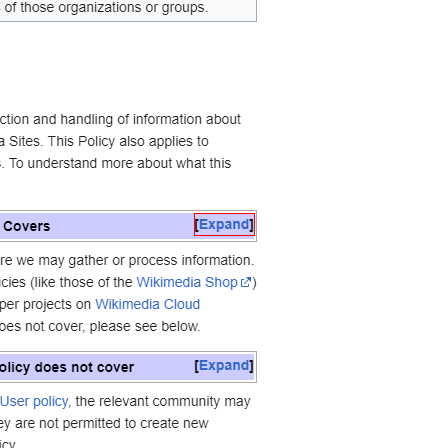 of those organizations or groups.
ction and handling of information about
a Sites. This Policy also applies to
. To understand more about what this
Covers [Expand]
re we may gather or process information.
cies (like those of the Wikimedia Shop)
per projects on Wikimedia Cloud
oes not cover, please see below.
olicy does not cover [Expand]
User policy, the relevant community may
ey are not permitted to create new
icy.